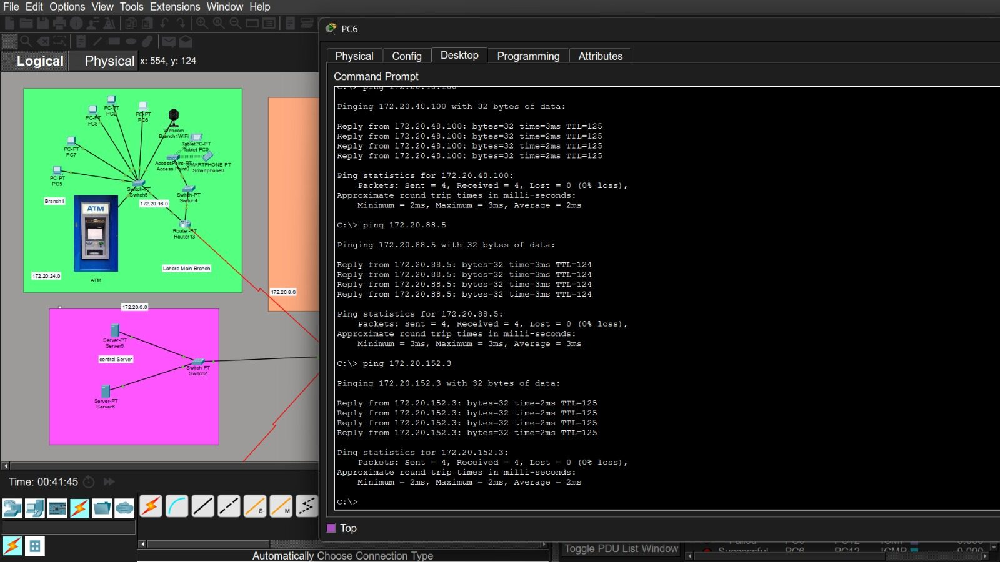 File Edit Options View Tools Extensions Window Help
PC6
Logical Physical x: 554, y: 124
Physical Config Desktop Programming Attributes
Command Prompt
C:\> ping 172.20.48.100
Pinging 172.20.48.100 with 32 bytes of data:
Reply from 172.20.48.100: bytes=32 time=3ms TTL=125
Reply from 172.20.48.100: bytes=32 time=2ms TTL=125
Reply from 172.20.48.100: bytes=32 time=2ms TTL=125
Reply from 172.20.48.100: bytes=32 time=2ms TTL=125
Ping statistics for 172.20.48.100:
Packets: Sent = 4, Received = 4, Lost = 0 (0% loss),
Approximate round trip times in milli-seconds:
Minimum = 2ms, Maximum = 3ms, Average = 2ms
C:\> ping 172.20.88.5
Pinging 172.20.88.5 with 32 bytes of data:
Reply from 172.20.88.5: bytes=32 time=3ms TTL=124
Reply from 172.20.88.5: bytes=32 time=3ms TTL=124
Reply from 172.20.88.5: bytes=32 time=3ms TTL=124
Reply from 172.20.88.5: bytes=32 time=3ms TTL=124
Ping statistics for 172.20.88.5:
Packets: Sent = 4, Received = 4, Lost = 0 (0% loss),
Approximate round trip times in milli-seconds:
Minimum = 3ms, Maximum = 3ms, Average = 3ms
C:\> ping 172.20.152.3
Pinging 172.20.152.3 with 32 bytes of data:
Reply from 172.20.152.3: bytes=32 time=2ms TTL=125
Reply from 172.20.152.3: bytes=32 time=2ms TTL=125
Reply from 172.20.152.3: bytes=32 time=2ms TTL=125
Reply from 172.20.152.3: bytes=32 time=2ms TTL=125
Ping statistics for 172.20.152.3:
Packets: Sent = 4, Received = 4, Lost = 0 (0% loss),
Approximate round trip times in milli-seconds:
Minimum = 2ms, Maximum = 2ms, Average = 2ms
C:\>
Top
PC-PT
PC9
PC-PT
PC8
PC-PT
PC6
Webcam
Branch1WiFi
TabletPC-PT
Tablet PC0
PC-PT
PC7
AccessPoint-PT
Access Point0
SMARTPHONE-PT
Smartphone0
PC-PT
PC5
Switch-PT
Switch5
Switch-PT
Switch4
Branch1
172.20.16.0
ATM
Router-PT
Router13
Lahore Main Branch
172.20.24.0
ATM
172.20.8.0
172.20.0.0
Server-PT
Server5
central Server
Switch-PT
Switch2
Server-PT
Server6
Time: 00:41:45
S
M
Automatically Choose Connection Type
Toggle PDU List Window
Successful PC6 PC12 ICMP 0.000